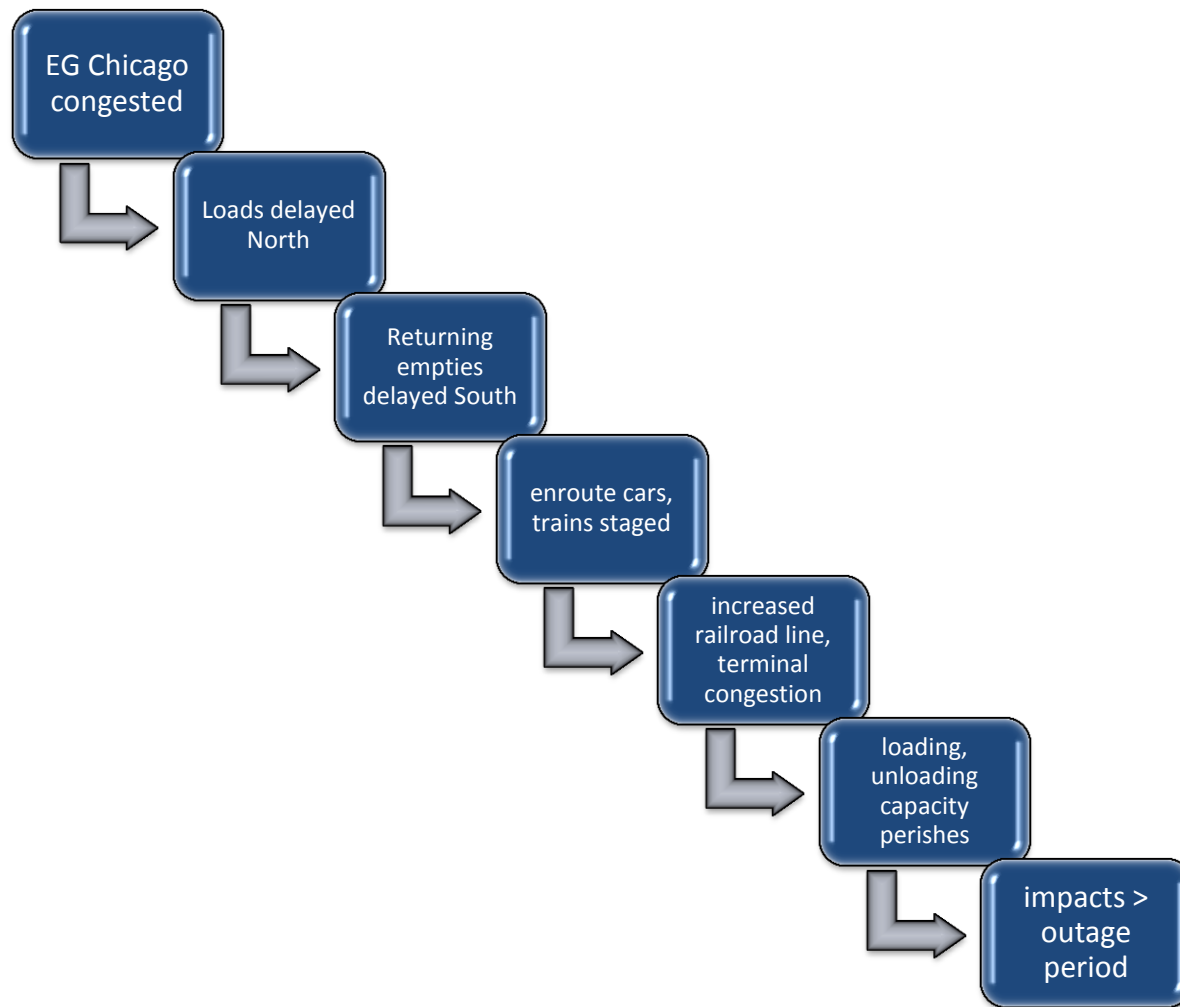 EG Chicago
congested
Loads delayed
North
Returning
empties
delayed South
enroute cars,
trains staged
increased
railroad line,
terminal
congestion
loading,
unloading
capacity
perishes
impacts >
outage
period